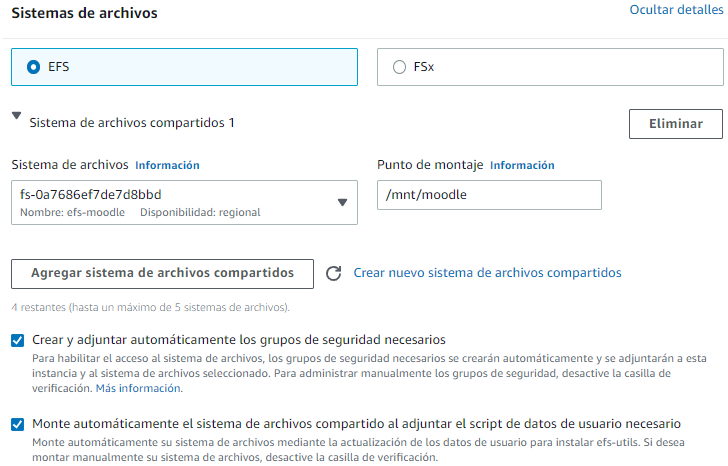 Sistemas de archivos
Ocultar detalles
EFS
FSx
Sistema de archivos compartidos 1
Eliminar
Sistema de archivos Información
Punto de montaje Información
fs-0a7686ef7de7d8bbd
Nombre: efs-moodle Disponibilidad: regional
/mnt/moodle
Agregar sistema de archivos compartidos
Crear nuevo sistema de archivos compartidos
4 restantes (hasta un máximo de 5 sistemas de archivos).
Crear y adjuntar automáticamente los grupos de seguridad necesarios
Para habilitar el acceso al sistema de archivos, los grupos de seguridad necesarios se crearán automáticamente y se adjuntarán a esta
instancia y al sistema de archivos seleccionado. Para administrar manualmente los grupos de seguridad, desactive la casilla de
verificación. Más información.
Monte automáticamente el sistema de archivos compartido al adjuntar el script de datos de usuario necesario
Monte automáticamente su sistema de archivos mediante la actualización de los datos de usuario para instalar efs-utils. Si desea
montar manualmente su sistema de archivos, desactive la casilla de verificación.